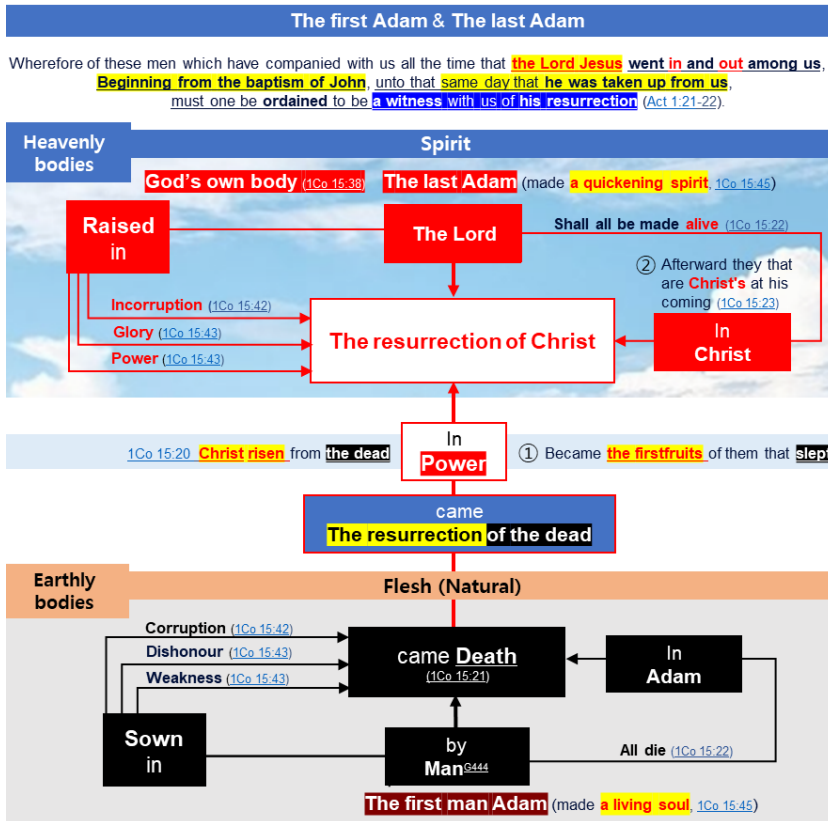 The first Adam & The last Adam
Wherefore of these men which have companied with us all the time that the Lord Jesus went in and out among us,
Beginning from the baptism of John, unto that same day that he was taken up from us,
must one be ordained to be a witness with us of his resurrection (Act 1:21-22).
Heavenly
bodies
Spirit
God's own body (1Co 15:38) The last Adam (made a quickening spirit, 1Co 15:45)
Raised
in
The Lord
Shall all be made alive (1Co 15:22)
② Afterward they that
are Christ's at his
coming (1Co 15:23)
Incorruption (1Co 15:42)
Glory (1Co 15:43)
Power (1Co 15:43)
The resurrection of Christ
In
Christ
In
Power
1Co 15:20 Christ risen from the dead
① Became the firstfruits of them that slept
came
The resurrection of the dead
Earthly
bodies
Flesh (Natural)
Corruption (1Co 15:42)
Dishonour (1Co 15:43)
Weakness (1Co 15:43)
came Death
(1Co 15:21)
In
Adam
Sown
in
by
Man G444
All die (1Co 15:22)
The first man Adam (made a living soul, 1Co 15:45)